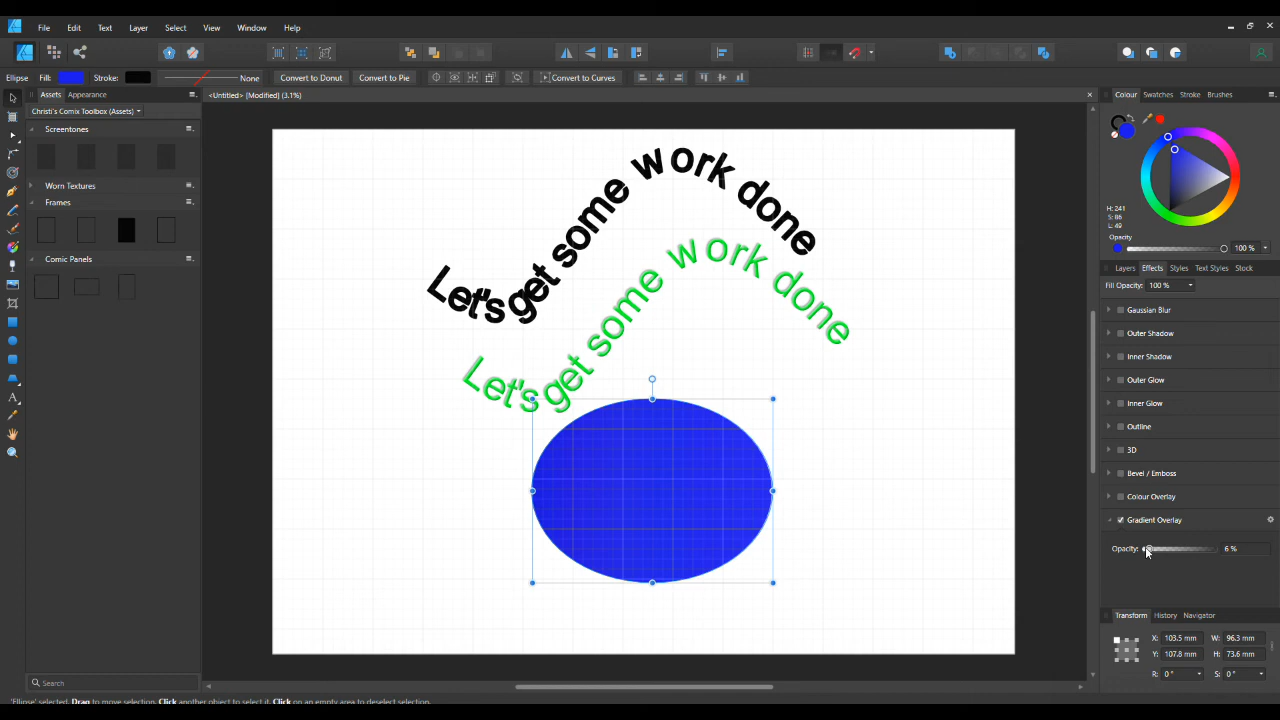 File Edit Text Layer Select View Window Help
Ellipse Fill: Stroke: None Convert to Donut Convert to Pie Convert to Curves
Assets Appearance
<Untitled> [Modified] (3.1%)
Colour Swatches Stroke Brushes
Christi's Comix Toolbox (Assets)
Screentones
Worn Textures
Frames
Comic Panels
Search
Let's get some work done
Let's get some work done
H: 241
S: 86
L: 49
Opacity
100 %
Layers Effects Styles Text Styles Stock
Fill Opacity: 100 %
Gaussian Blur
Outer Shadow
Inner Shadow
Outer Glow
Inner Glow
Outline
3D
Bevel / Emboss
Colour Overlay
Gradient Overlay
Opacity: 6 %
Transform History Navigator
X: 103.5 mm W: 96.3 mm
Y: 107.8 mm H: 73.6 mm
R: 0 ° S: 0 °
'Ellipse' selected. Drag to move selection. Click another object to select it. Click on an empty area to deselect selection.